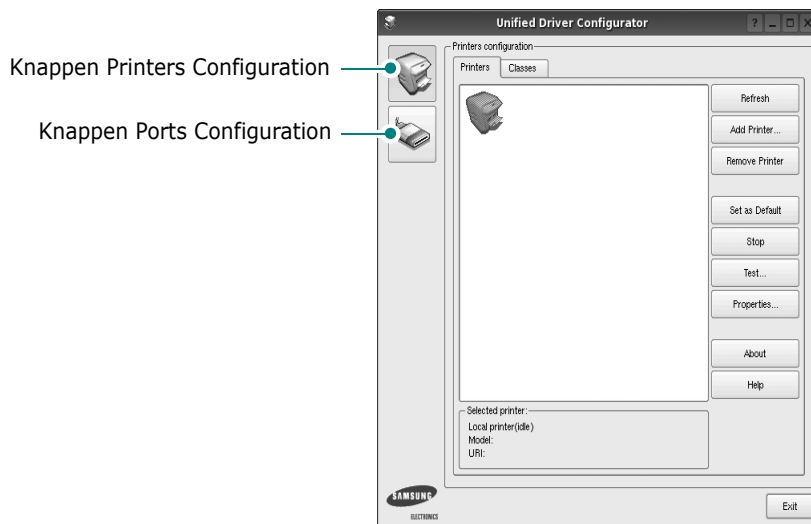 Unified Driver Configurator
Knappen Printers Configuration
Knappen Ports Configuration
Printers configuration
Printers
Classes
Refresh
Add Printer...
Remove Printer
Set as Default
Stop
Test...
Properties...
About
Help
Selected printer:
Local printer(idle)
Model:
URI:
SAMSUNG
ELECTRONICS
Exit